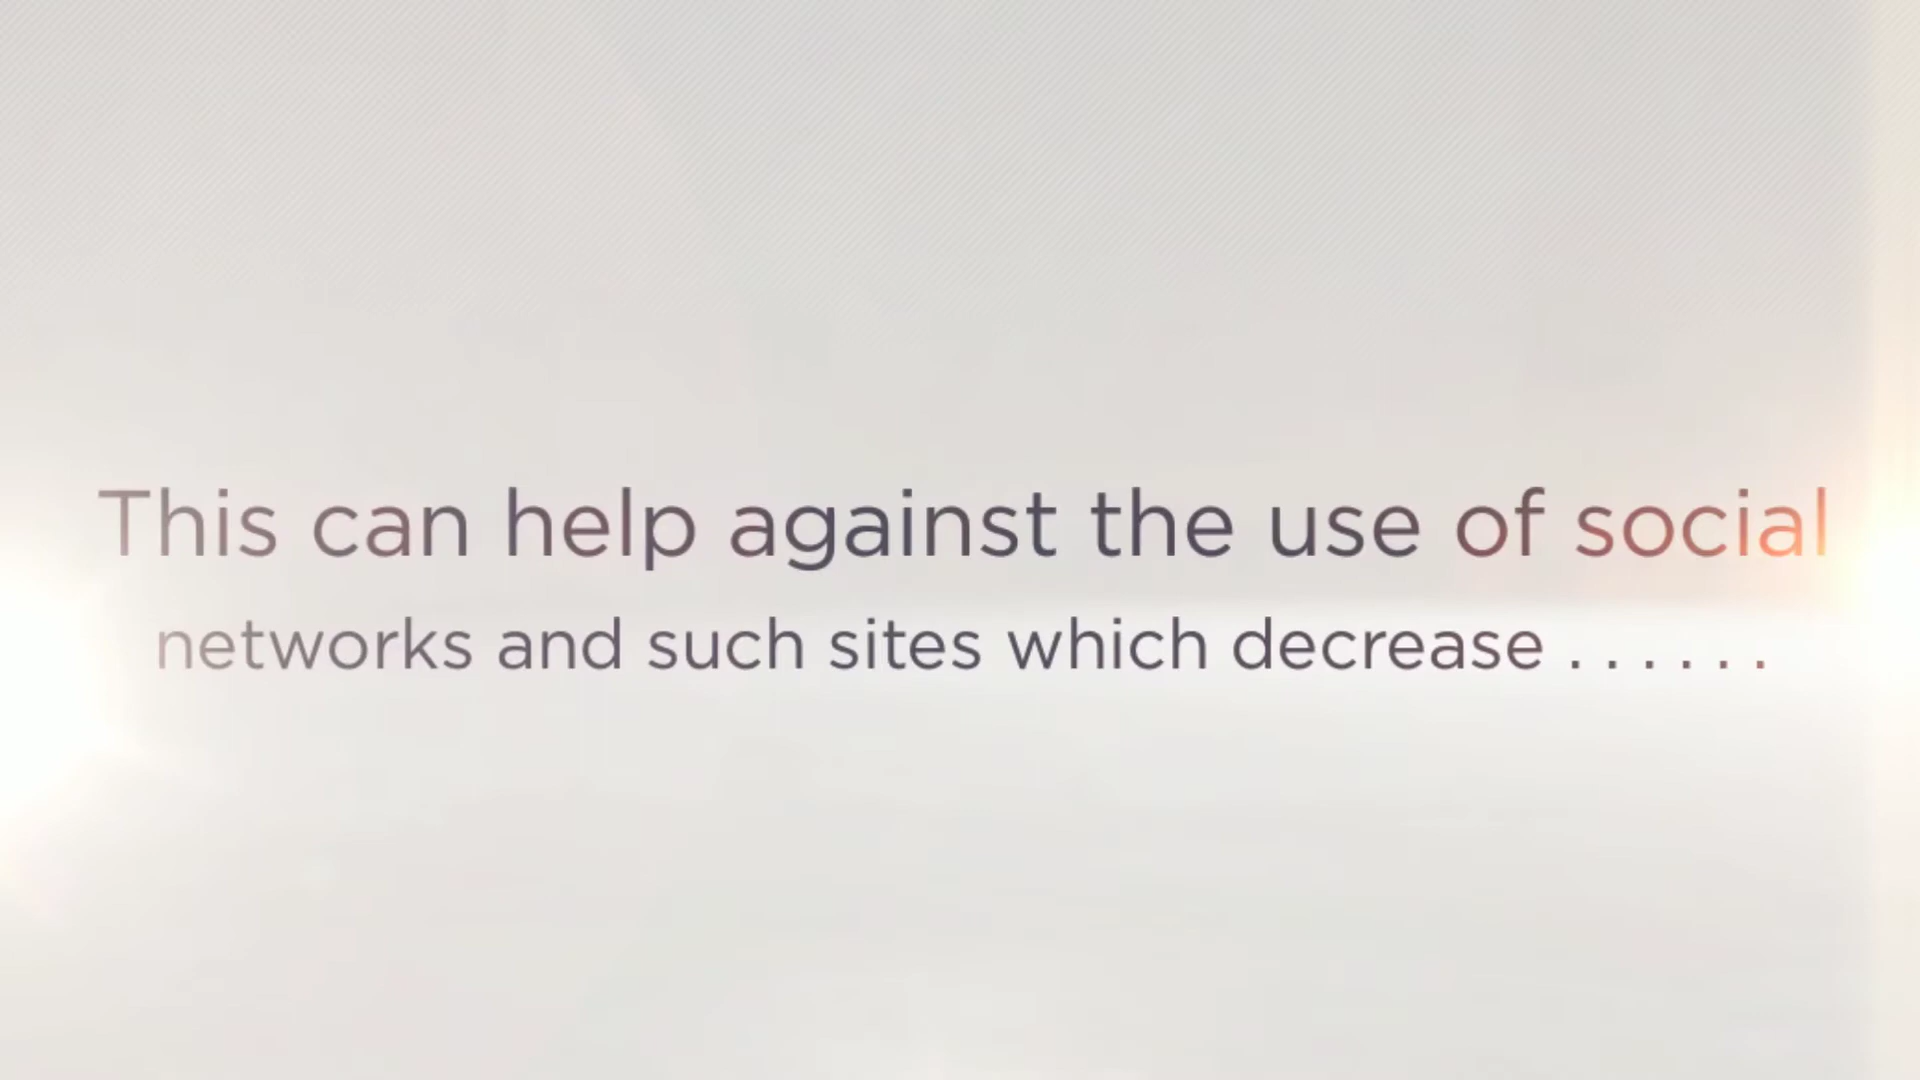 This can help against the use of social
networks and such sites which decrease . . . . . .